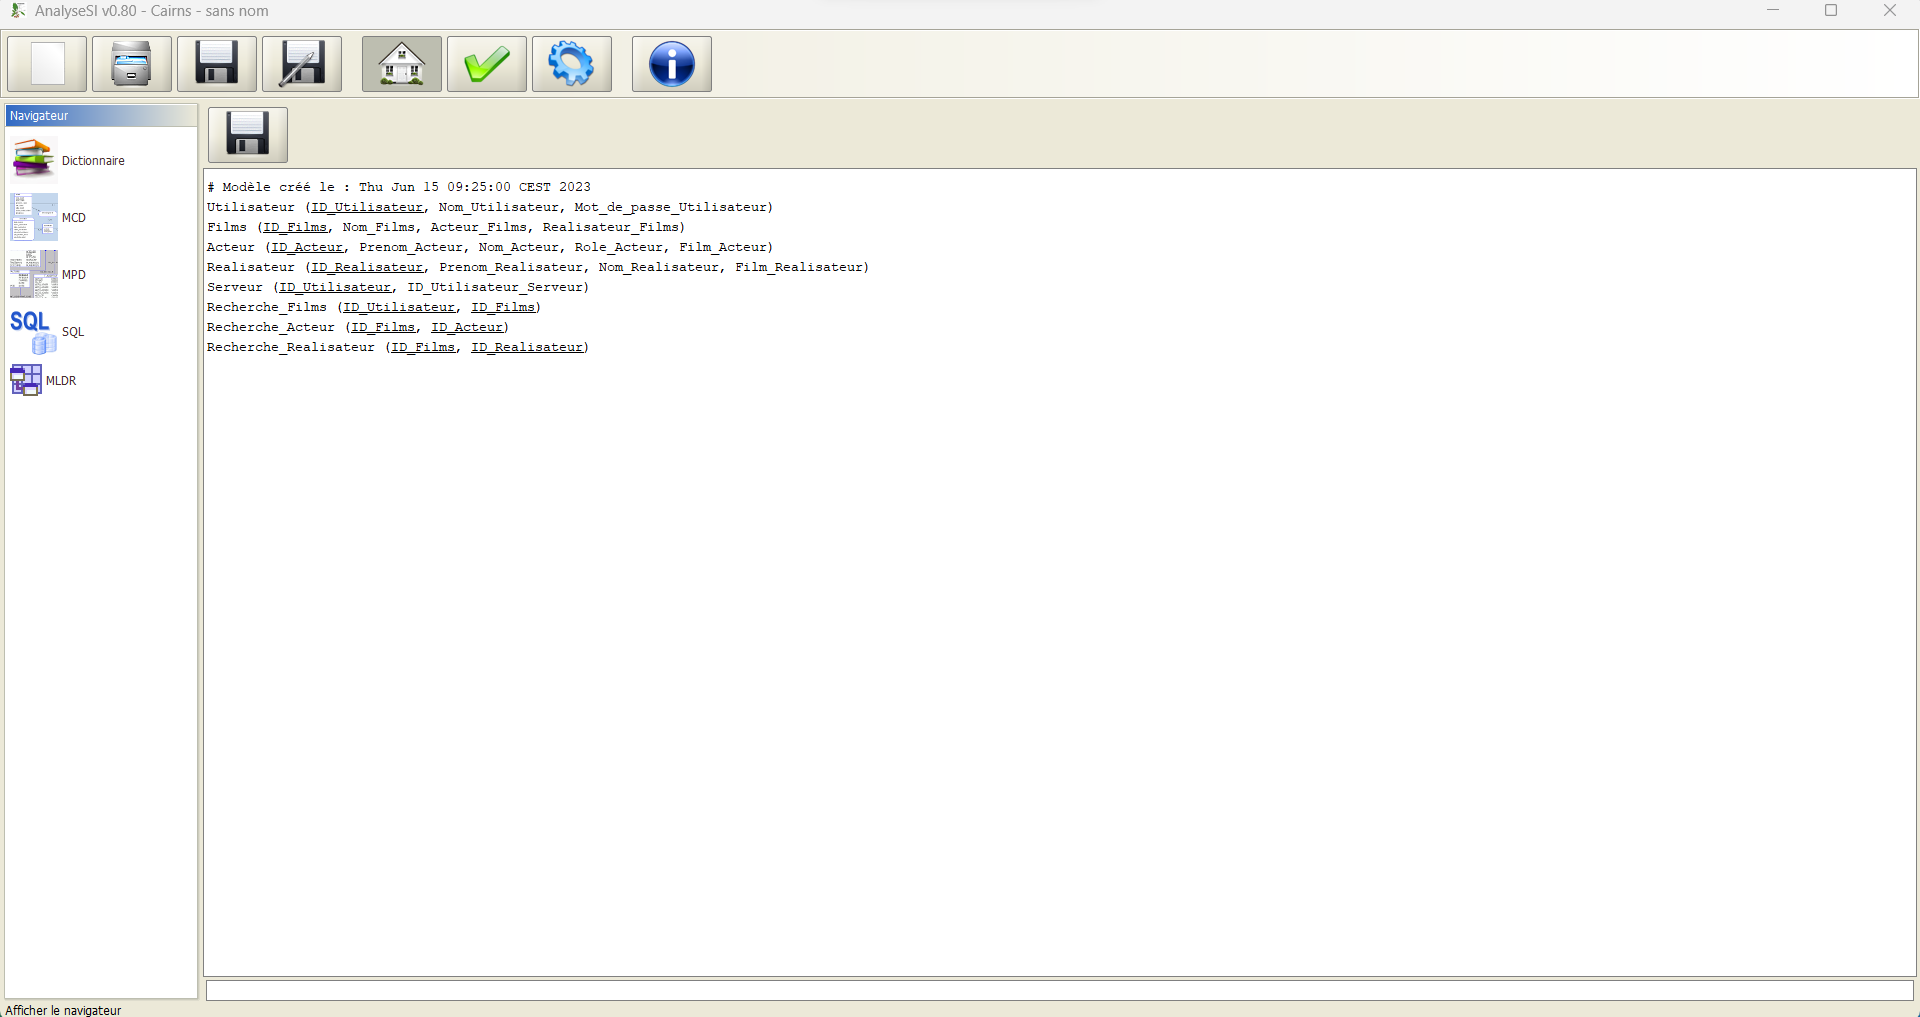 AnalyseSI v0.80 - Cairns - sans nom
Navigateur
Dictionnaire
MCD
MPD
SQL
SQL
MLDR
# Modèle créé le : Thu Jun 15 09:25:00 CEST 2023
Utilisateur (ID_Utilisateur, Nom_Utilisateur, Mot_de_passe_Utilisateur)
Films (ID_Films, Nom_Films, Acteur_Films, Realisateur_Films)
Acteur (ID_Acteur, Prenom_Acteur, Nom_Acteur, Role_Acteur, Film_Acteur)
Realisateur (ID_Realisateur, Prenom_Realisateur, Nom_Realisateur, Film_Realisateur)
Serveur (ID_Utilisateur, ID_Utilisateur_Serveur)
Recherche_Films (ID_Utilisateur, ID_Films)
Recherche_Acteur (ID_Films, ID_Acteur)
Recherche_Realisateur (ID_Films, ID_Realisateur)
Afficher le navigateur